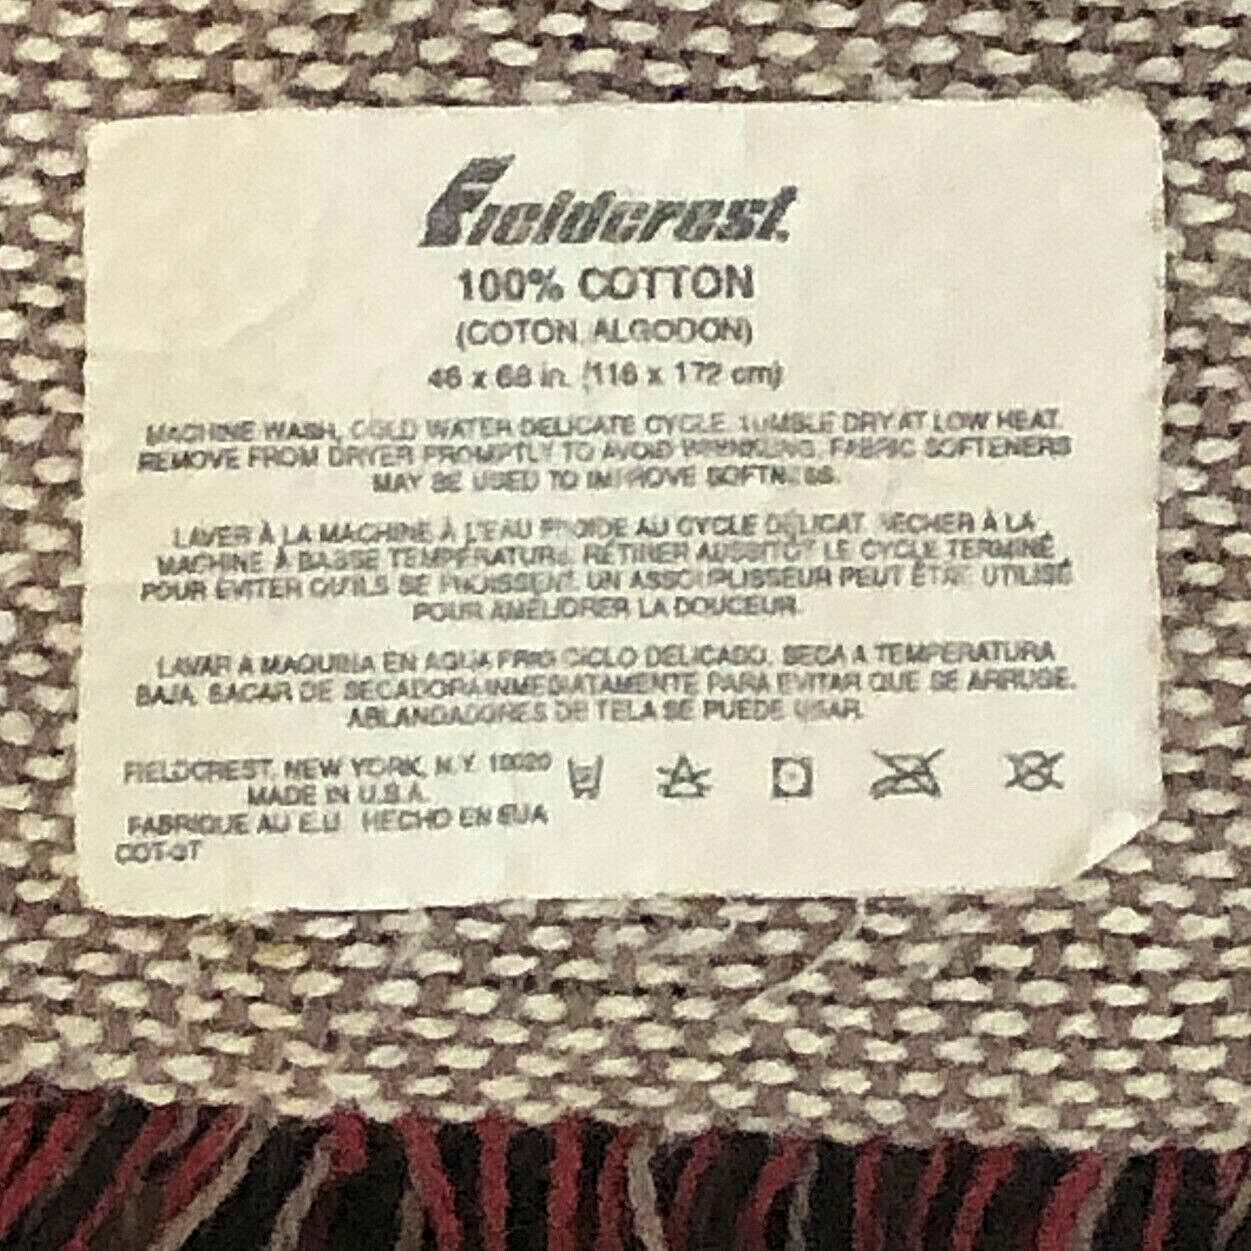 Fieldcrest
100% COTTON
(COTON, ALGODON)
46 x 68 in. (116 x 172 cm)
MACHINE WASH, COLD WATER DELICATE CYCLE. TUMBLE DRY AT LOW HEAT.
REMOVE FROM DRYER PROMPTLY TO AVOID WRINKLING. FABRIC SOFTENERS
MAY BE USED TO IMPROVE SOFTNESS.
LAVER À LA MACHINE À L'EAU FROIDE AU CYCLE DÉLICAT. SÉCHER À LA
MACHINE À BASSE TEMPÉRATURE. RETIRER AUSSITOT LE CYCLE TERMINÉ
POUR EVITER QU'ILS SE FROISSENT. UN ASSOUPLISSEUR PEUT ÊTRE UTILISÉ
POUR AMÉLIORER LA DOUCEUR.
LAVAR A MAQUINA EN AGUA FRIO CICLO DELICADO. SECA A TEMPERATURA
BAJA. SACAR DE SECADORA INMEDIATAMENTE PARA EVITAR QUE SE ARRUGE.
ABLANDADORES DE TELA SE PUEDE USAR.
FIELDCREST, NEW YORK, N.Y. 10020
MADE IN U.S.A.
FABRIQUE AU E.U. HECHO EN EUA
COT-3T